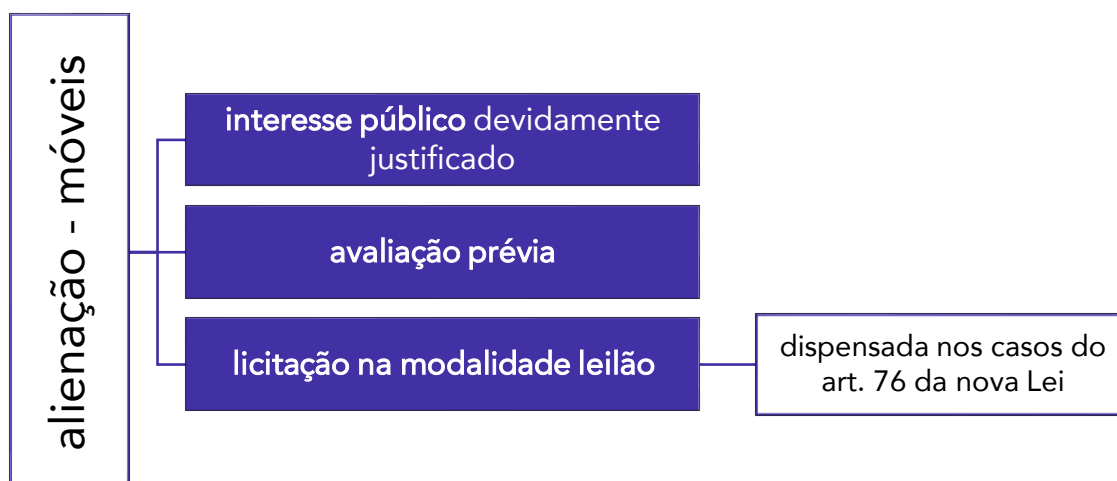 alienação - móveis
interesse público devidamente
justificado
avaliação prévia
licitação na modalidade leilão
dispensada nos casos do
art. 76 da nova Lei